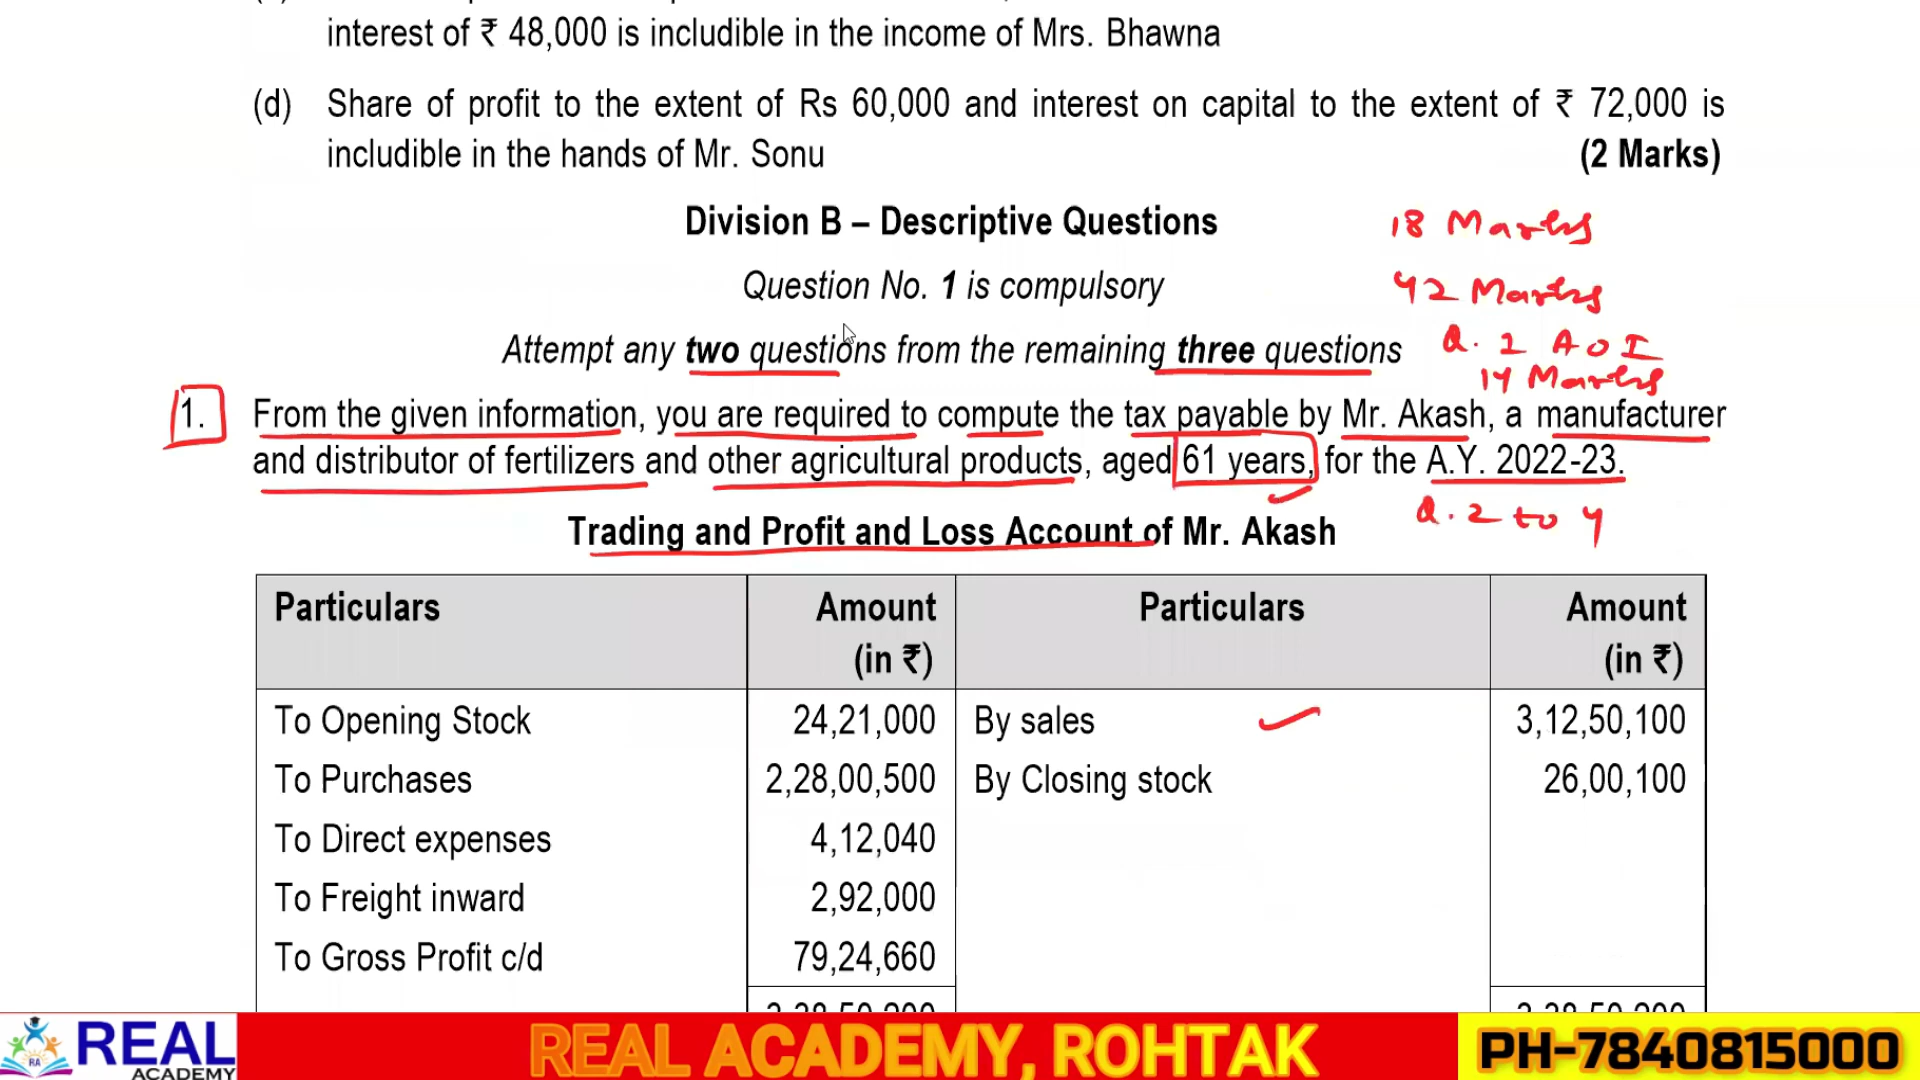 interest of ₹ 48,000 is includible in the income of Mrs. Bhawna
(d) Share of profit to the extent of Rs 60,000 and interest on capital to the extent of ₹ 72,000 is
includible in the hands of Mr. Sonu (2 Marks)
Division B – Descriptive Questions
18 Marks
Question No. 1 is compulsory
42 Marks
Attempt any two questions from the remaining three questions
Q. 1 AOI
14 Marks
1. From the given information, you are required to compute the tax payable by Mr. Akash, a manufacturer
and distributor of fertilizers and other agricultural products, aged 61 years, for the A.Y. 2022-23.
Q. 2 to 4
Trading and Profit and Loss Account of Mr. Akash
Particulars Amount (in ₹) Particulars Amount (in ₹)
To Opening Stock 24,21,000 By sales 3,12,50,100
To Purchases 2,28,00,500 By Closing stock 26,00,100
To Direct expenses 4,12,040
To Freight inward 2,92,000
To Gross Profit c/d 79,24,660
RA
REAL
ACADEMY
REAL ACADEMY, ROHTAK
PH-7840815000